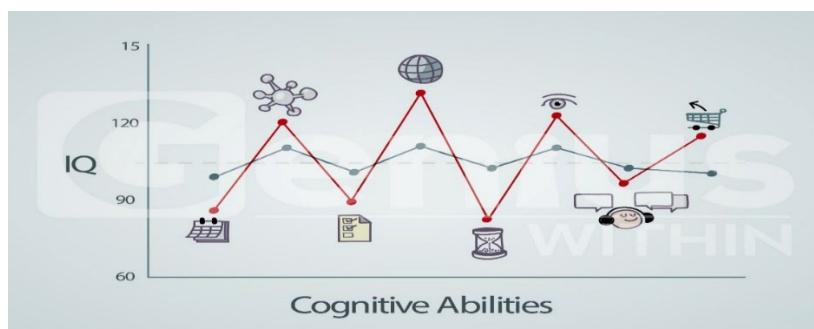 15
120
IQ
90
60
Genius
WITHIN
Cognitive Abilities